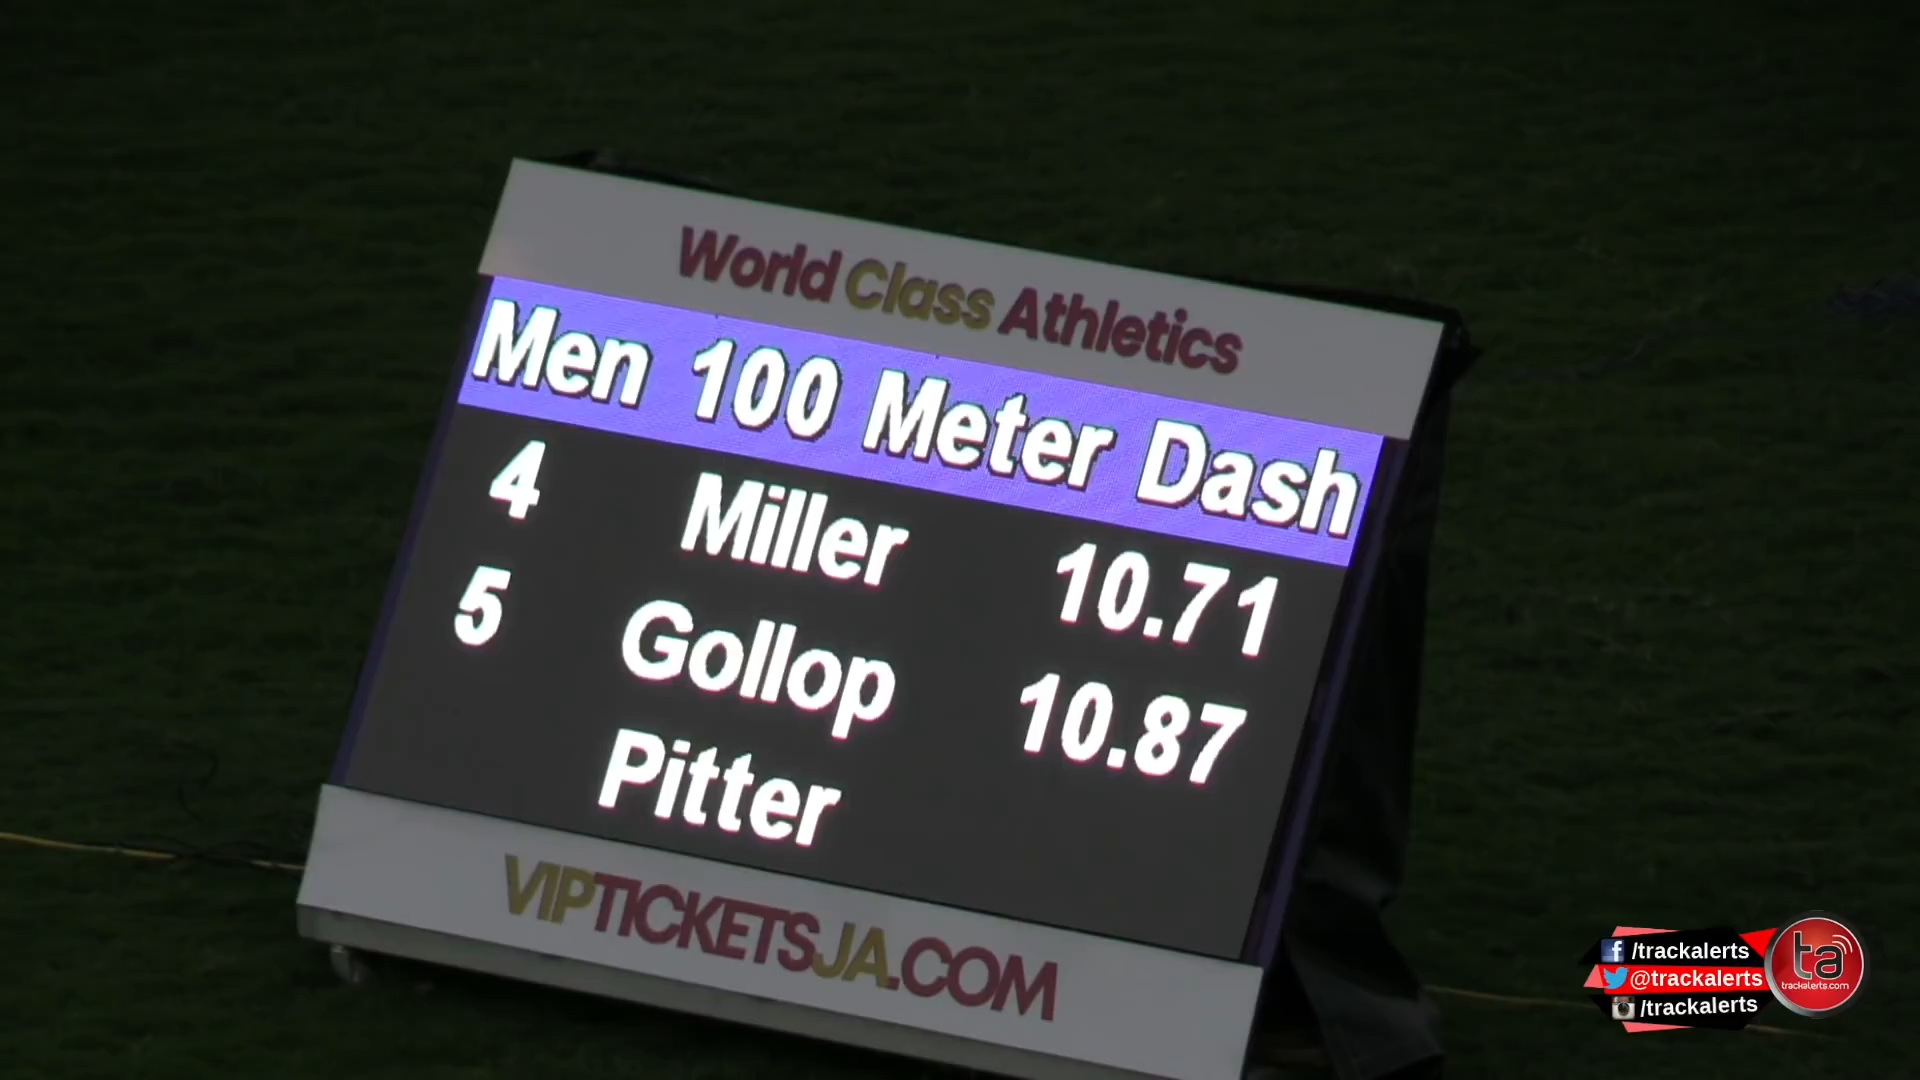 World Class Athletics
Men 100 Meter Dash
4 Miller 10.71
5 Gollop 10.87
Pitter
VIPTICKETSJA.COM
/trackalerts
@trackalerts
/trackalerts
ta
trackalerts.com